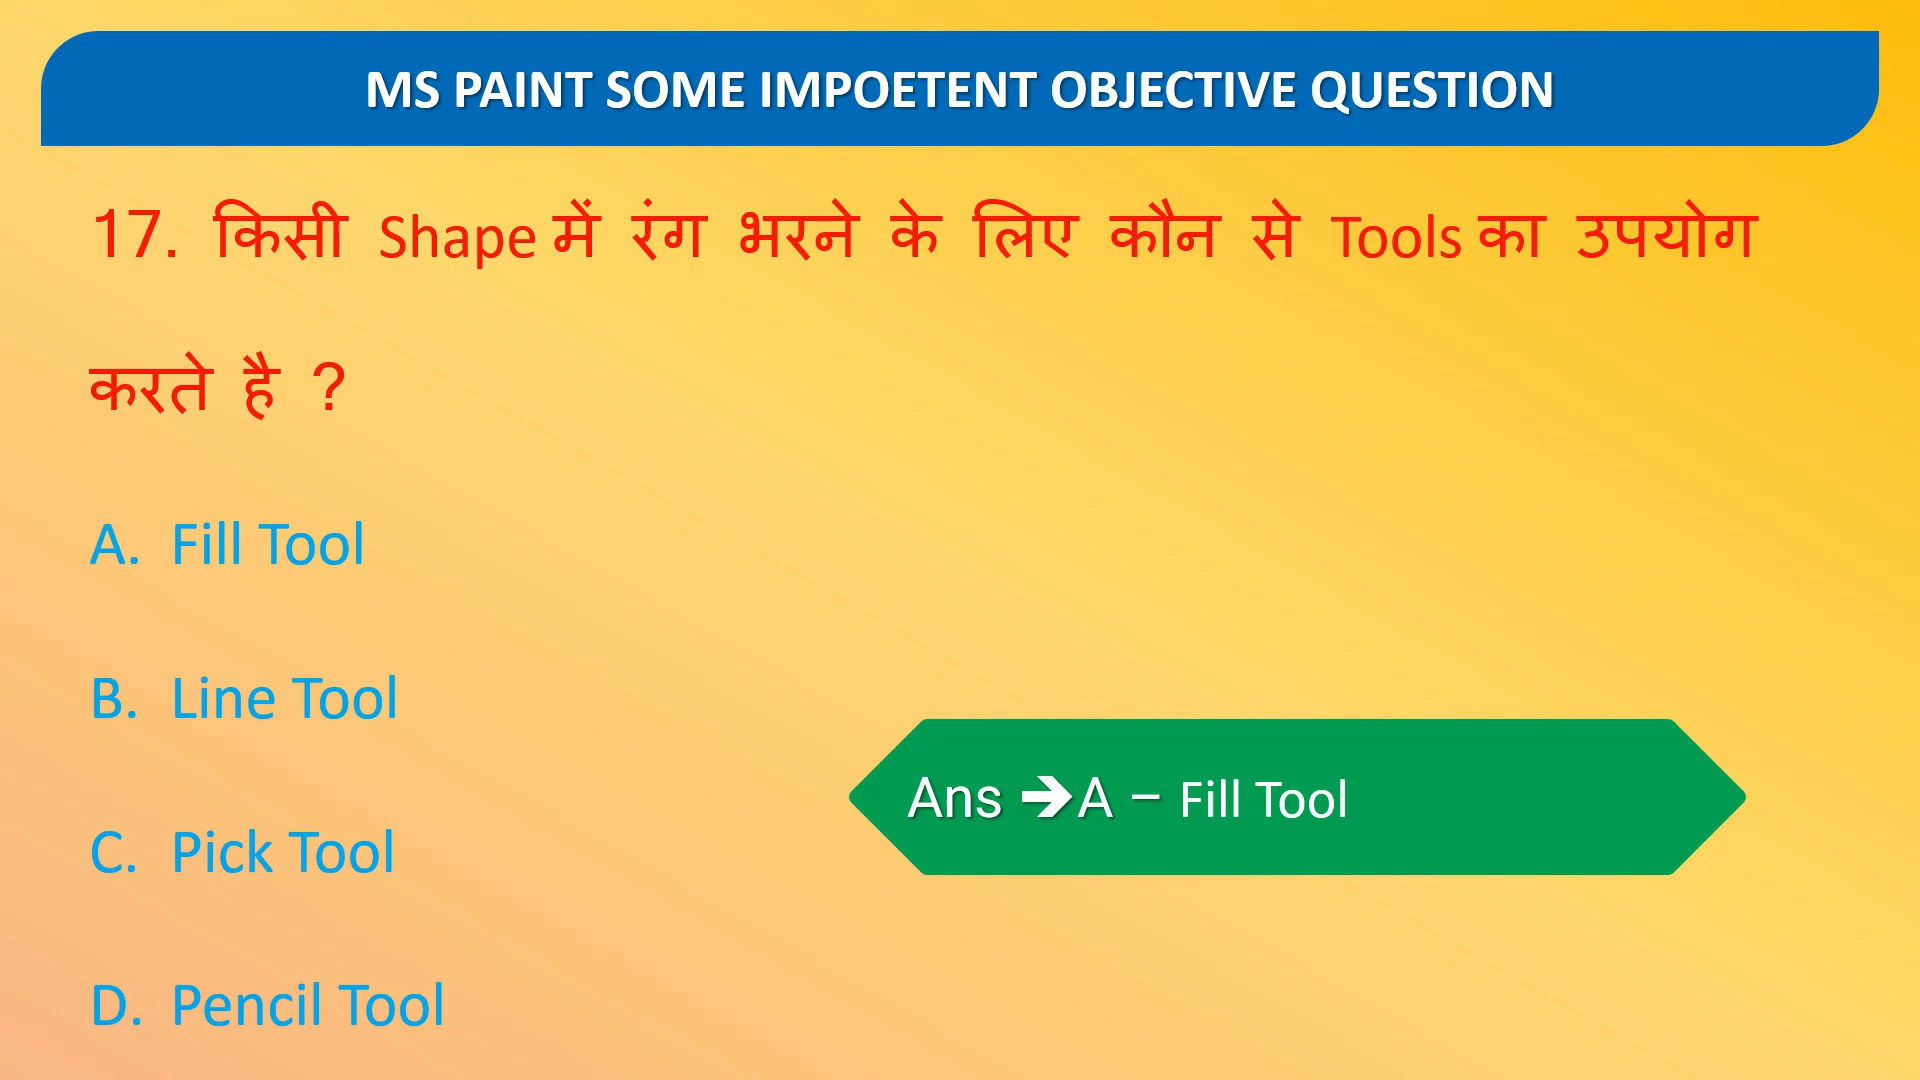 MS PAINT SOME IMPOETENT OBJECTIVE QUESTION
17. किसी Shape में रंग भरने के लिए कौन से Tools का उपयोग
करते है ?
A. Fill Tool
B. Line Tool
Ans ➔A – Fill Tool
C. Pick Tool
D. Pencil Tool